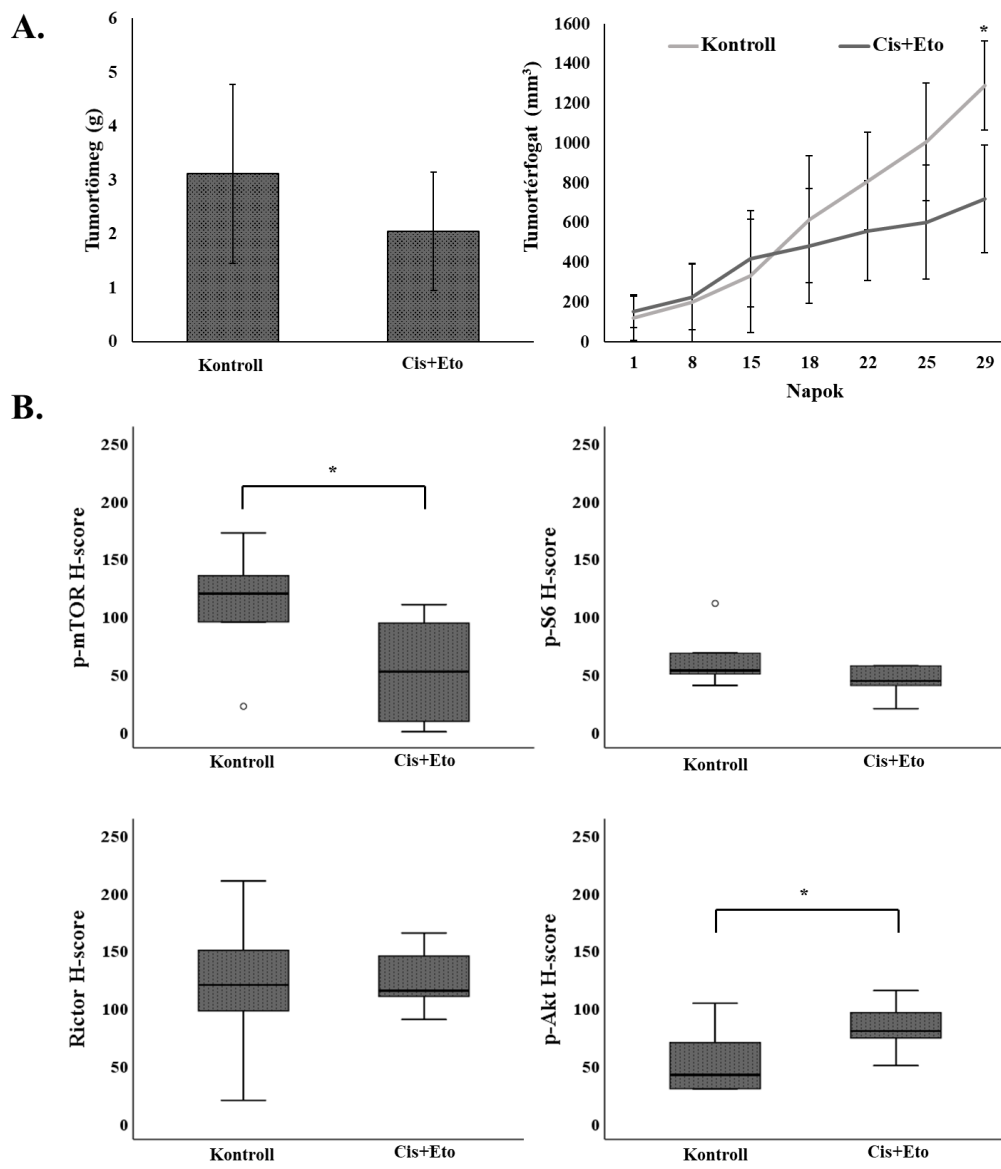 A.
6
5
4
3
2
1
0
Tumortömeg (g)
Kontroll
Cis+Eto
1600
1400
1200
1000
800
600
400
200
0
Tumortérfogat (mm³)
Kontroll
Cis+Eto
*
1 8 15 18 22 25 29
Napok
B.
250
200
150
100
50
0
p-mTOR H-score
*
Kontroll
Cis+Eto
250
200
150
100
50
0
p-S6 H-score
Kontroll
Cis+Eto
250
200
150
100
50
0
Rictor H-score
Kontroll
Cis+Eto
250
200
150
100
50
0
p-Akt H-score
*
Kontroll
Cis+Eto